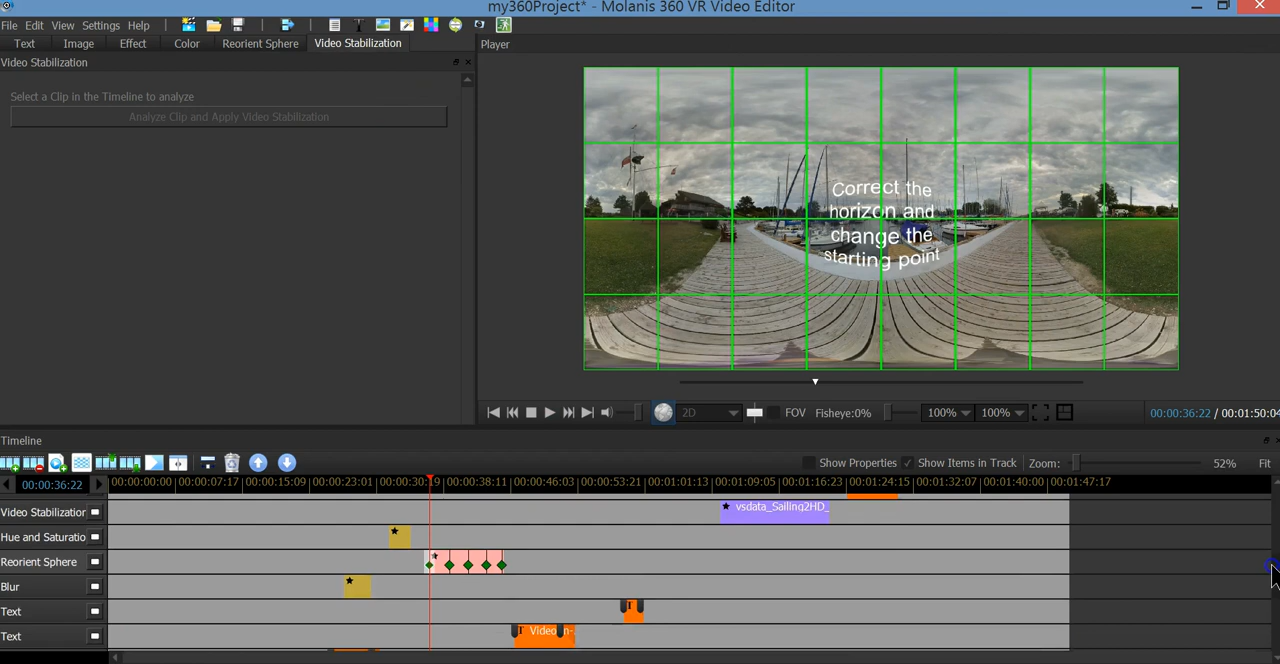 my360Project* - Molanis 360 VR Video Editor
File Edit View Settings Help
Text Image Effect Color Reorient Sphere Video Stabilization
Video Stabilization
Select a Clip in the Timeline to analyze
Analyze Clip and Apply Video Stabilization
Player
Correct the
horizon and
change the
starting point
2D FOV Fisheye:0% 100% 100% 00:00:36:22 / 00:01:50:04
Timeline
Show Properties Show Items in Track Zoom: 52% Fit
00:00:36:22 00:00:00:00 00:00:07:17 00:00:15:09 00:00:23:01 00:00:30:19 00:00:38:11 00:00:46:03 00:00:53:21 00:01:01:13 00:01:09:05 00:01:16:23 00:01:24:15 00:01:32:07 00:01:40:00 00:01:47:17
Video Stabilization vsdata_Sailing2HD_
Hue and Saturatio
Reorient Sphere
Blur
Text T
Text T Video in-